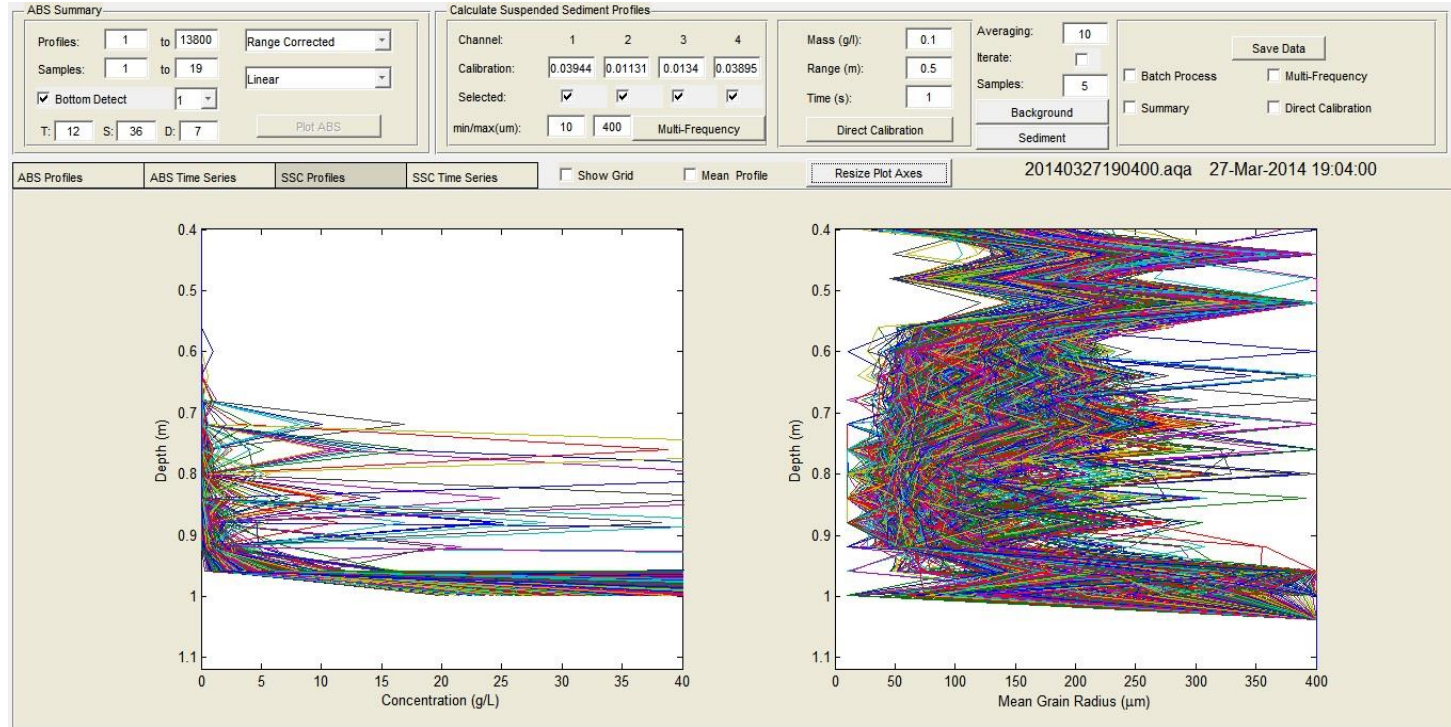 ABS Summary
Profiles: 1 to 13800 Range Corrected
Samples: 1 to 19 Linear
Bottom Detect 1
T: 12 S: 36 D: 7 Plot ABS
Calculate Suspended Sediment Profiles
Channel: 1 2 3 4
Calibration: 0.03944 0.01131 0.0134 0.03895
Selected:
min/max(um): 10 400 Multi-Frequency
Mass (g/l): 0.1
Range (m): 0.5
Time (s): 1
Direct Calibration
Averaging: 10
Iterate:
Samples: 5
Background
Sediment
Save Data
Batch Process Multi-Frequency
Summary Direct Calibration
ABS Profiles ABS Time Series SSC Profiles SSC Time Series Show Grid Mean Profile Resize Plot Axes 20140327190400.aqa 27-Mar-2014 19:04:00
0.4
0.5
0.6
0.7
0.8
0.9
1
1.1
Depth (m)
0 5 10 15 20 25 30 35 40
Concentration (g/L)
0.4
0.5
0.6
0.7
0.8
0.9
1
1.1
Depth (m)
0 50 100 150 200 250 300 350 400
Mean Grain Radius (μm)